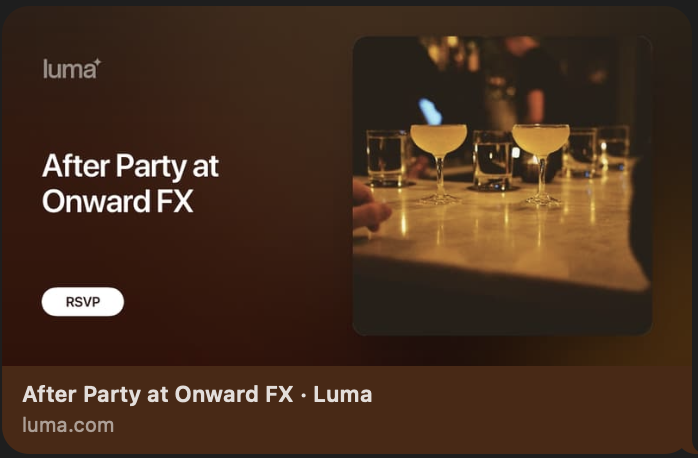 luma
After Party at
Onward FX
RSVP
After Party at Onward FX · Luma
luma.com